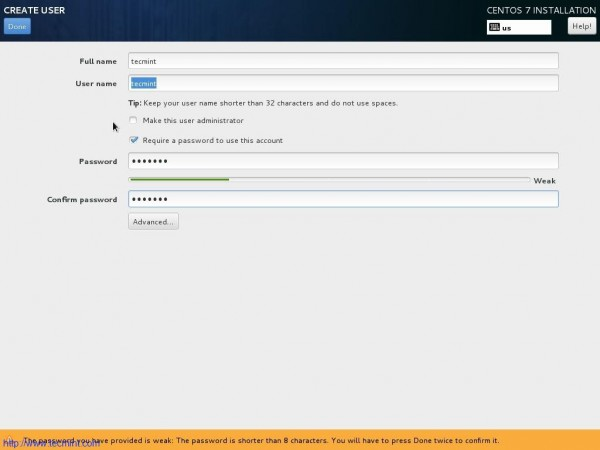 CREATE USER
CENTOS 7 INSTALLATION
Done
us
Help!
Full name
tecmint
User name
tecmint
Tip: Keep your user name shorter than 32 characters and do not use spaces.
Make this user administrator
Require a password to use this account
Password
•••••••
Weak
Confirm password
•••••••
Advanced...
The password you have provided is weak: The password is shorter than 8 characters. You will have to press Done twice to confirm it.
http://www.tecmint.com